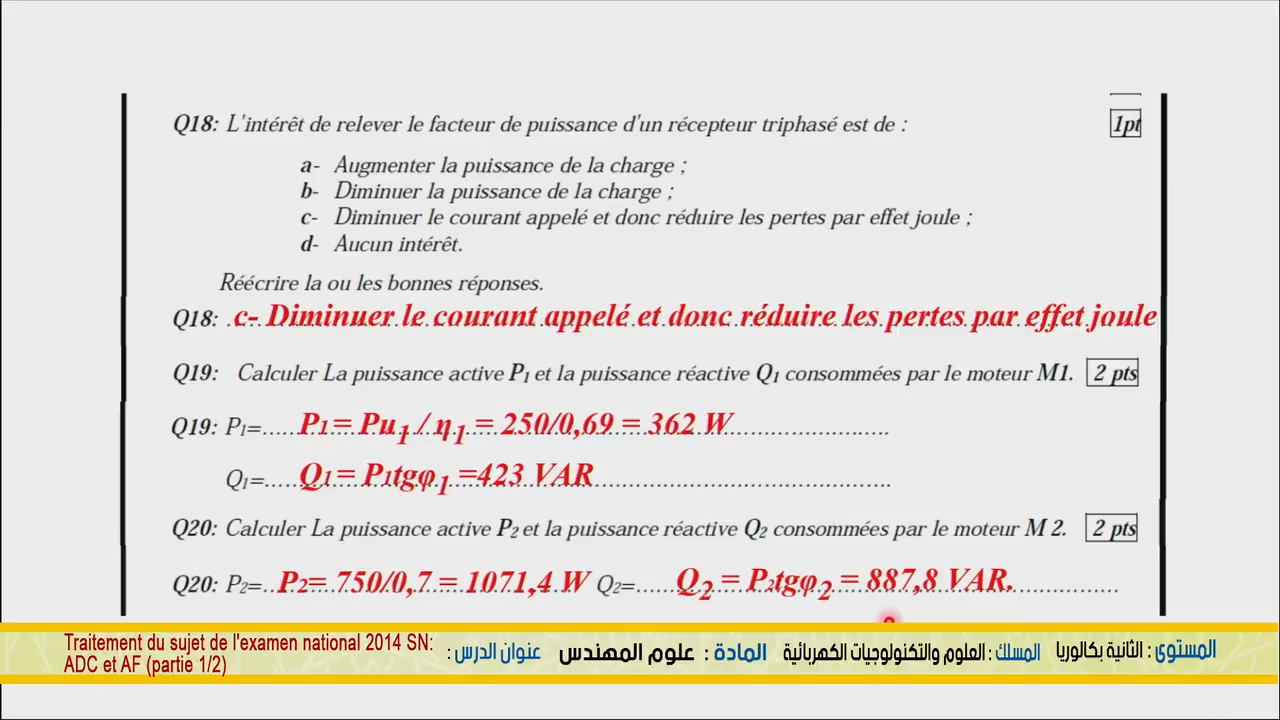 Q18: L'intérêt de relever le facteur de puissance d'un récepteur triphasé est de : 1pt
a- Augmenter la puissance de la charge ;
b- Diminuer la puissance de la charge ;
c- Diminuer le courant appelé et donc réduire les pertes par effet joule ;
d- Aucun intérêt.
Réécrire la ou les bonnes réponses.
Q18: c- Diminuer le courant appelé et donc réduire les pertes par effet joule
Q19: Calculer La puissance active P1 et la puissance réactive Q1 consommées par le moteur M1. 2 pts
Q19: P1=..... P1 = Pu1 / η1 = 250/0,69 = 362 W
Q1=..... Q1 = P1tgφ1 =423 VAR
Q20: Calculer La puissance active P2 et la puissance réactive Q2 consommées par le moteur M 2. 2 pts
Q20: P2=.. P2= 750/0,7 = 1071,4 W Q2=...... Q2 = P2tgφ2 = 887,8 VAR.
المستوى : الثانية بكالوريا المسلك : العلوم والتكنولوجيات الكهربائية المادة : علوم المهندس عنوان الدرس :
Traitement du sujet de l'examen national 2014 SN:
ADC et AF (partie 1/2)